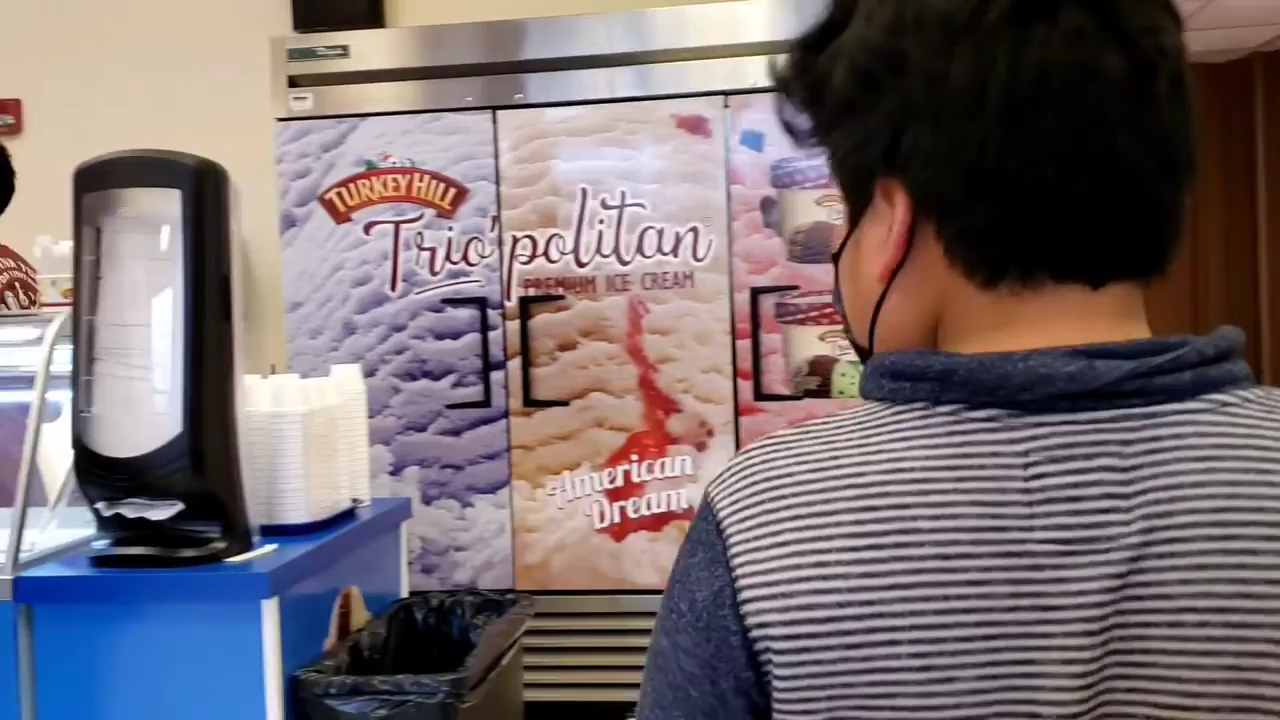 TURKEY HILL
Trio'politan
PREMIUM ICE CREAM
American
Dream